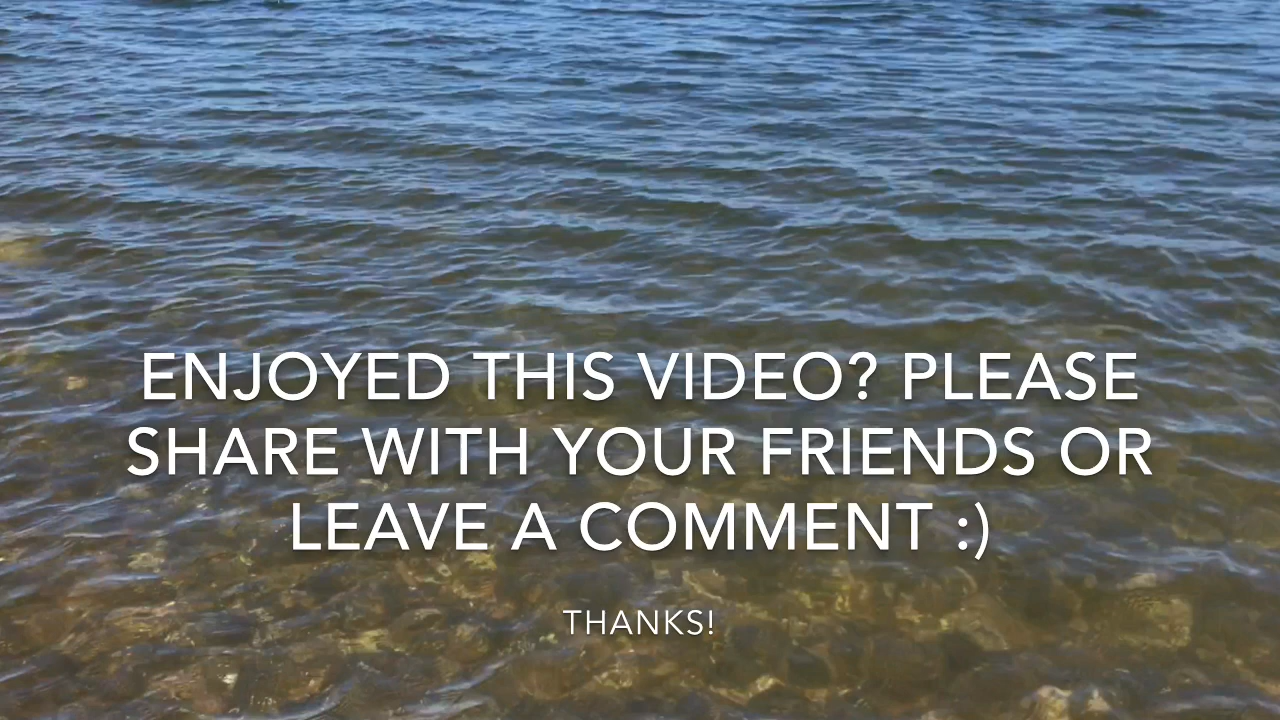 ENJOYED THIS VIDEO? PLEASE
SHARE WITH YOUR FRIENDS OR
LEAVE A COMMENT :)
THANKS!